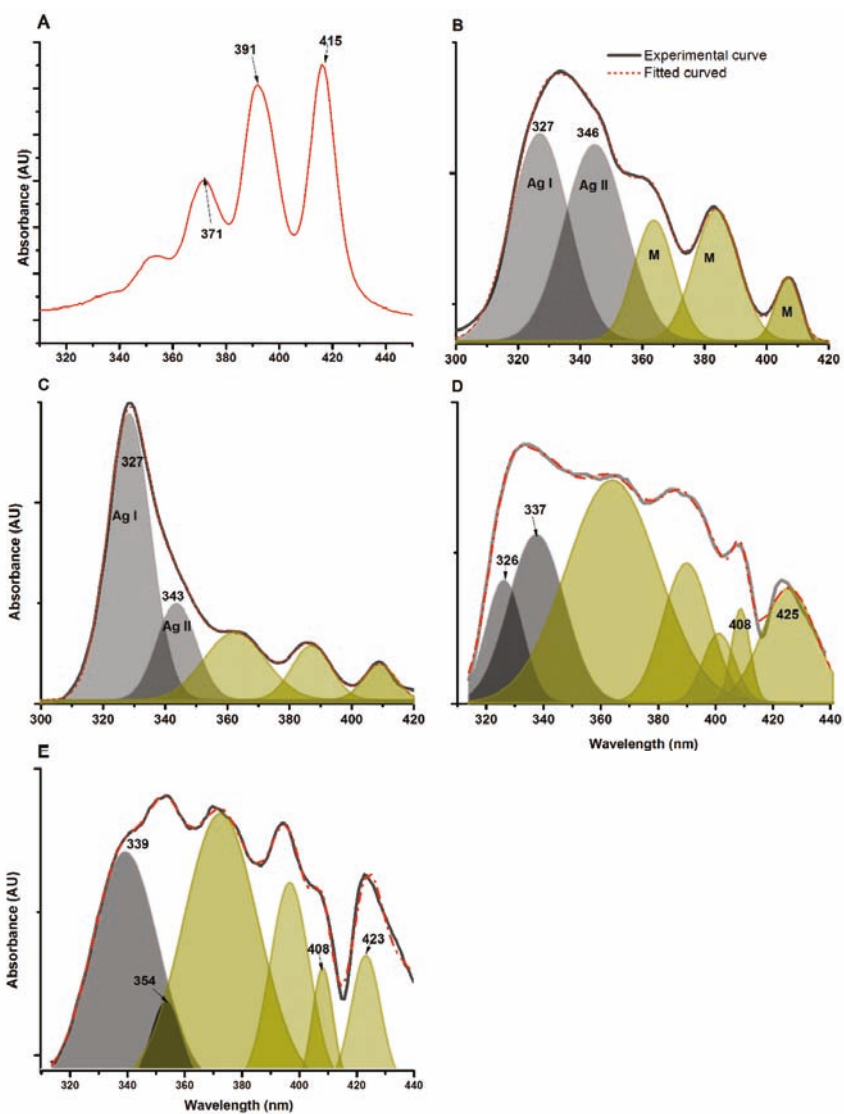 A
391
415
371
Absorbance (AU)
320 340 360 380 400 420 440
B
Experimental curve
Fitted curved
327
346
Ag I
Ag II
M
M
M
300 320 340 360 380 400 420
C
327
Ag I
343
Ag II
Absorbance (AU)
300 320 340 360 380 400 420
D
337
326
408
425
320 340 360 380 400 420 440
Wavelength (nm)
E
339
354
408
423
Absorbance (AU)
320 340 360 380 400 420 440
Wavelength (nm)